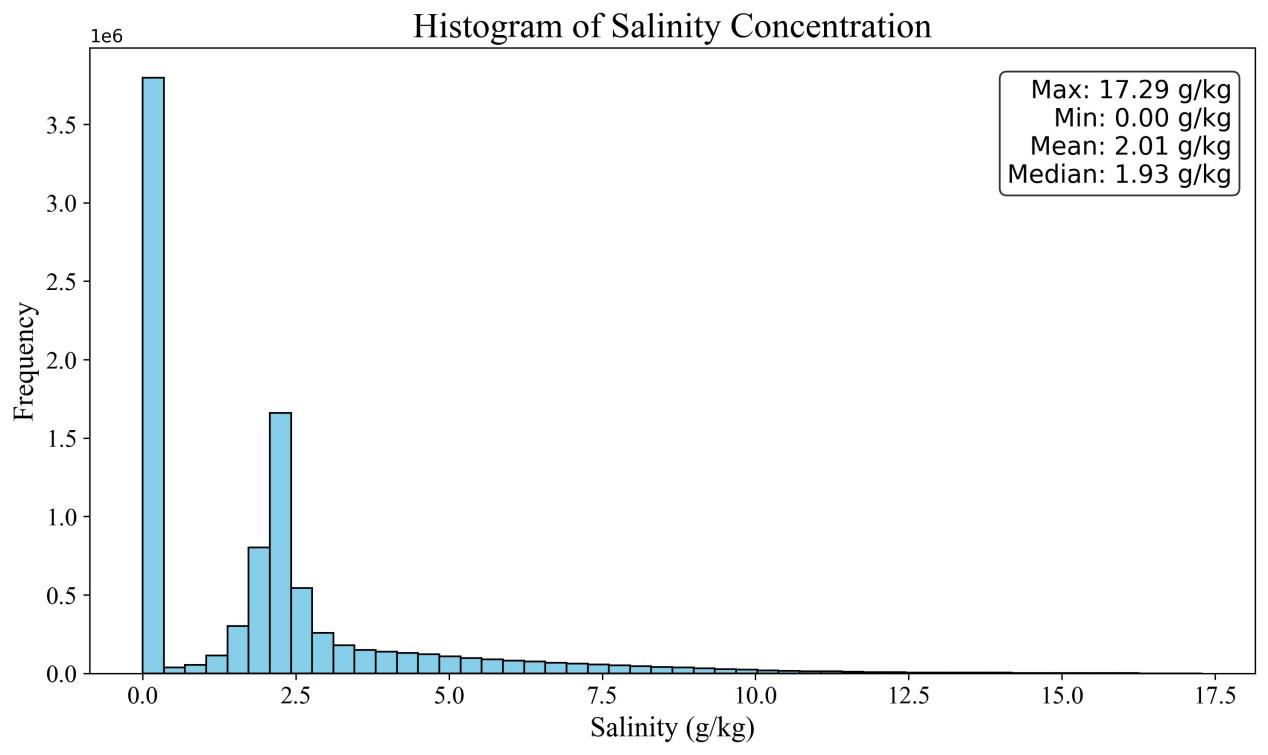 Histogram of Salinity Concentration
1e6
Max: 17.29 g/kg
Min: 0.00 g/kg
Mean: 2.01 g/kg
Median: 1.93 g/kg
3.5
3.0
2.5
2.0
1.5
1.0
0.5
0.0
Frequency
0.0 2.5 5.0 7.5 10.0 12.5 15.0 17.5
Salinity (g/kg)